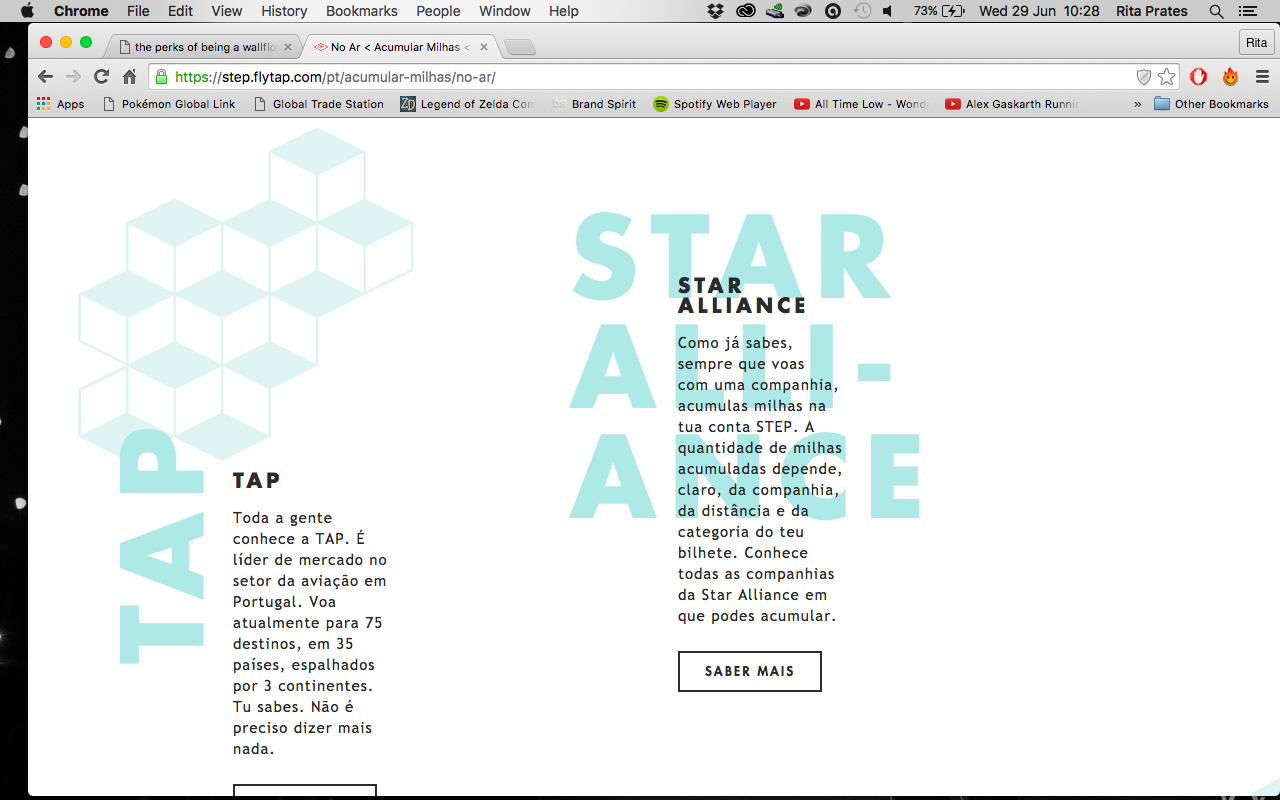 Chrome File Edit View History Bookmarks People Window Help 73% Wed 29 Jun 10:28 Rita Prates
the perks of being a wallflo
No Ar < Acumular Milhas <
Rita
https://step.flytap.com/pt/acumular-milhas/no-ar/
Apps Pokémon Global Link Global Trade Station Legend of Zelda Com Brand Spirit Spotify Web Player All Time Low - Wond Alex Gaskarth Runnin » Other Bookmarks
TAP
TAP
Toda a gente
conhece a TAP. É
líder de mercado no
setor da aviação em
Portugal. Voa
atualmente para 75
destinos, em 35
países, espalhados
por 3 continentes.
Tu sabes. Não é
preciso dizer mais
nada.
STAR
ALLI-
ANCE
STAR
ALLIANCE
Como já sabes,
sempre que voas
com uma companhia,
acumulas milhas na
tua conta STEP. A
quantidade de milhas
acumuladas depende,
claro, da companhia,
da distância e da
categoria do teu
bilhete. Conhece
todas as companhias
da Star Alliance em
que podes acumular.
SABER MAIS